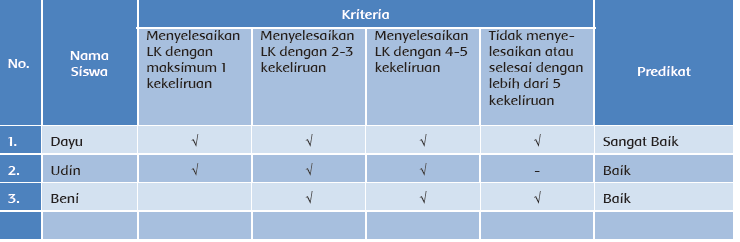 Kriteria
No.
Nama
Siswa
Menyelesaikan
LK dengan
maksimum 1
kekeliruan
Menyelesaikan
LK dengan 2-3
kekeliruan
Menyelesaikan
LK dengan 4-5
kekeliruan
Tidak menye-
lesaikan atau
selesai dengan
lebih dari 5
kekeliruan
Predikat
1. Dayu √ √ √ √ Sangat Baik
2. Udin √ √ √ - Baik
3. Beni √ √ √ Baik